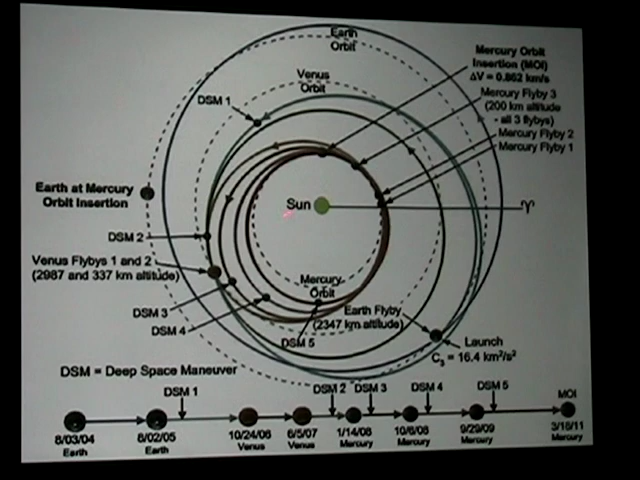 Earth
Orbit
Venus
Orbit
DSM 1
Mercury Orbit
Insertion (MOI)
ΔV = 0.862 km/s
Mercury Flyby 3
(200 km altitude
- all 3 flybys)
Mercury Flyby 2
Mercury Flyby 1
Earth at Mercury
Orbit Insertion
Sun
♈
DSM 2
Venus Flybys 1 and 2
(2987 and 337 km altitude)
Mercury
Orbit
DSM 3
DSM 4
DSM 5
Earth Flyby
(2347 km altitude)
Launch
C₃ = 16.4 km²/s²
DSM = Deep Space Maneuver
DSM 1
DSM 2
DSM 3
DSM 4
DSM 5
MOI
8/03/04
Earth
8/02/05
Earth
10/24/06
Venus
6/5/07
Venus
1/14/08
Mercury
10/6/08
Mercury
9/29/09
Mercury
3/18/11
Mercury